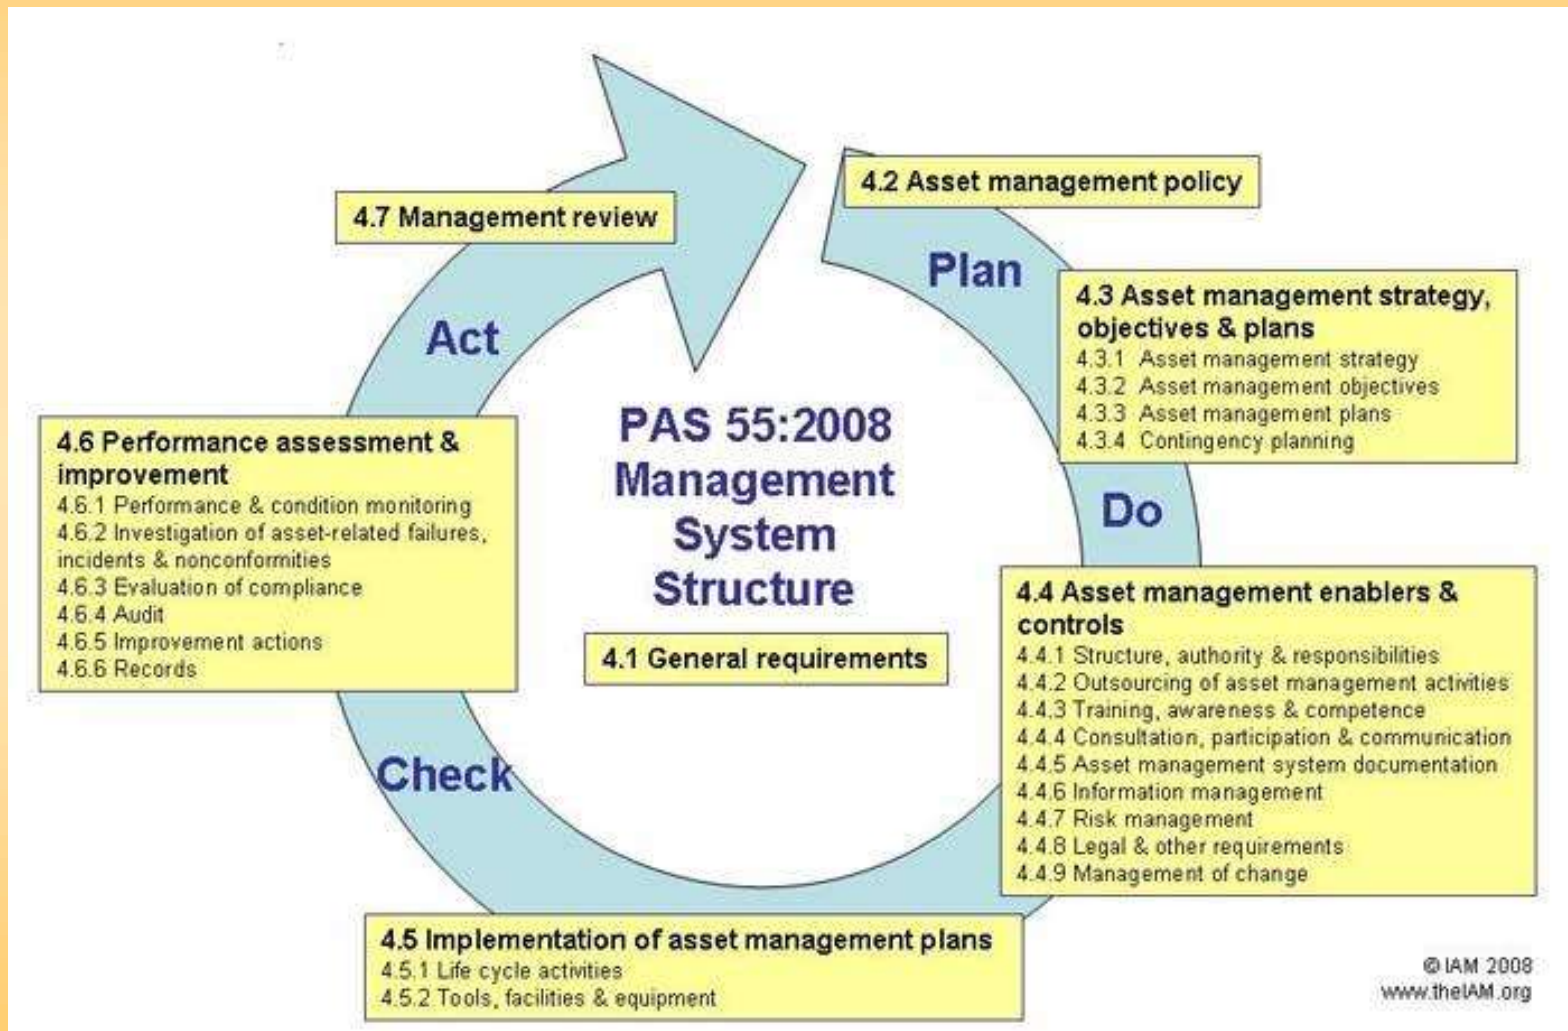 4.2 Asset management policy
4.7 Management review
Plan
4.3 Asset management strategy,
objectives & plans
4.3.1 Asset management strategy
4.3.2 Asset management objectives
4.3.3 Asset management plans
4.3.4 Contingency planning
Act
PAS 55:2008
Management
System
Structure
4.1 General requirements
4.6 Performance assessment &
improvement
4.6.1 Performance & condition monitoring
4.6.2 Investigation of asset-related failures,
incidents & nonconformities
4.6.3 Evaluation of compliance
4.6.4 Audit
4.6.5 Improvement actions
4.6.6 Records
Do
4.4 Asset management enablers &
controls
4.4.1 Structure, authority & responsibilities
4.4.2 Outsourcing of asset management activities
4.4.3 Training, awareness & competence
4.4.4 Consultation, participation & communication
4.4.5 Asset management system documentation
4.4.6 Information management
4.4.7 Risk management
4.4.8 Legal & other requirements
4.4.9 Management of change
Check
4.5 Implementation of asset management plans
4.5.1 Life cycle activities
4.5.2 Tools, facilities & equipment
© IAM 2008
www.theIAM.org